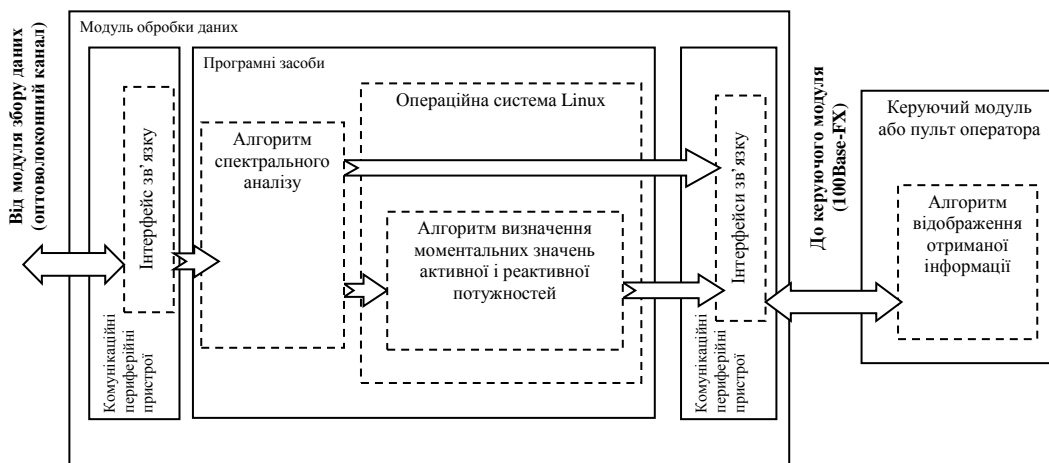 Модуль обробки даних
Від модуля збору даних
(оптоволоконний канал)
Інтерфейс зв’язку
Комунікаційні
периферійні
пристрої
Програмні засоби
Алгоритм
спектрального
аналізу
Операційна система Linux
Алгоритм визначення
моментальних значень
активної і реактивної
потужностей
Інтерфейси зв’язку
Комунікаційні
периферійні
пристрої
До керуючого модуля
(100Base-FX)
Керуючий модуль
або пульт оператора
Алгоритм
відображення
отриманої
інформації